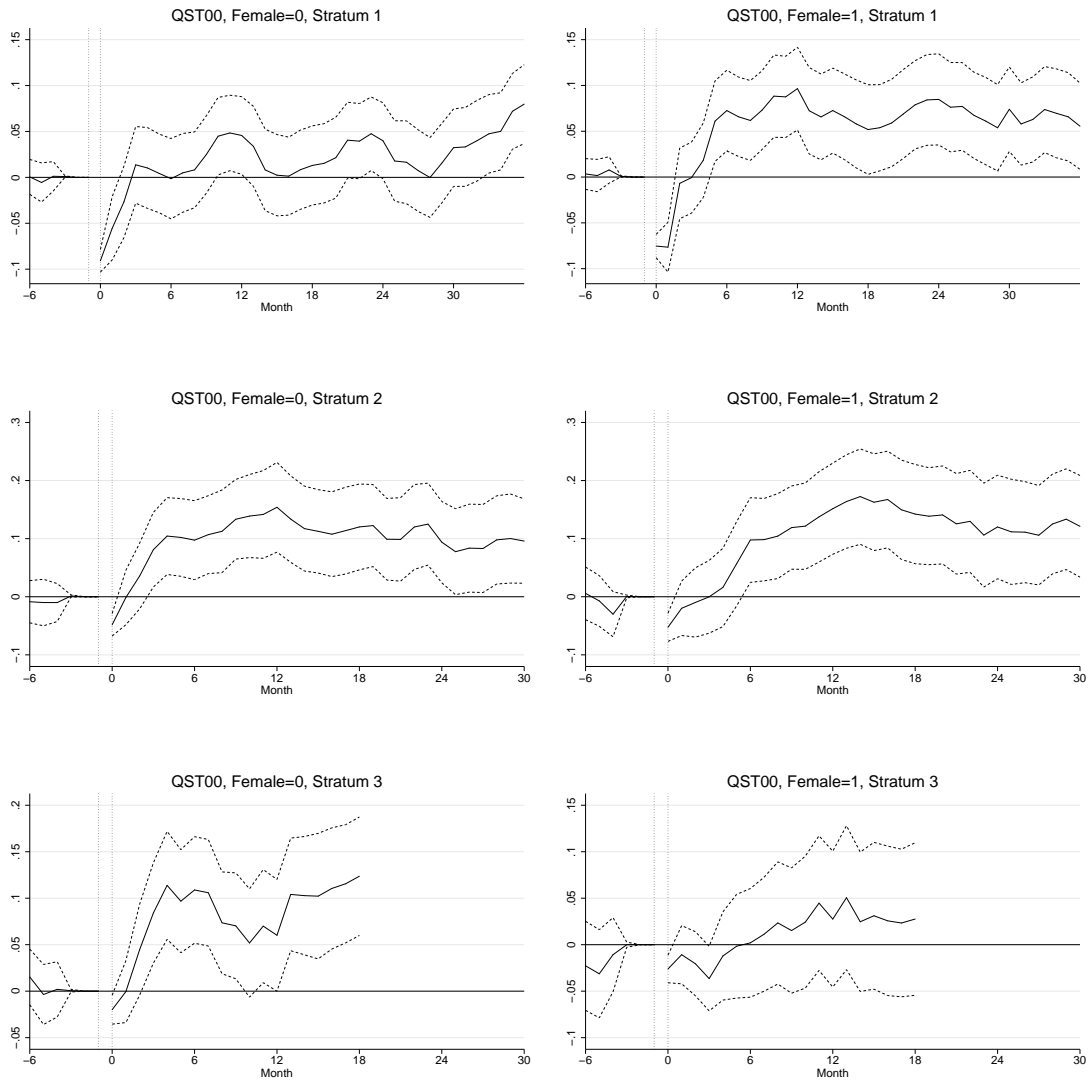 QST00, Female=0, Stratum 1
.15
.1
.05
0
−.05
−.1
−6 0 6 12 18 24 30
Month
QST00, Female=1, Stratum 1
.15
.1
.05
0
−.05
−.1
−6 0 6 12 18 24 30
Month
QST00, Female=0, Stratum 2
.3
.2
.1
0
−.1
−6 0 6 12 18 24 30
Month
QST00, Female=1, Stratum 2
.3
.2
.1
0
−.1
−6 0 6 12 18 24 30
Month
QST00, Female=0, Stratum 3
.2
.15
.1
.05
0
−.05
−6 0 6 12 18 24 30
Month
QST00, Female=1, Stratum 3
.15
.1
.05
0
−.05
−.1
−6 0 6 12 18 24 30
Month